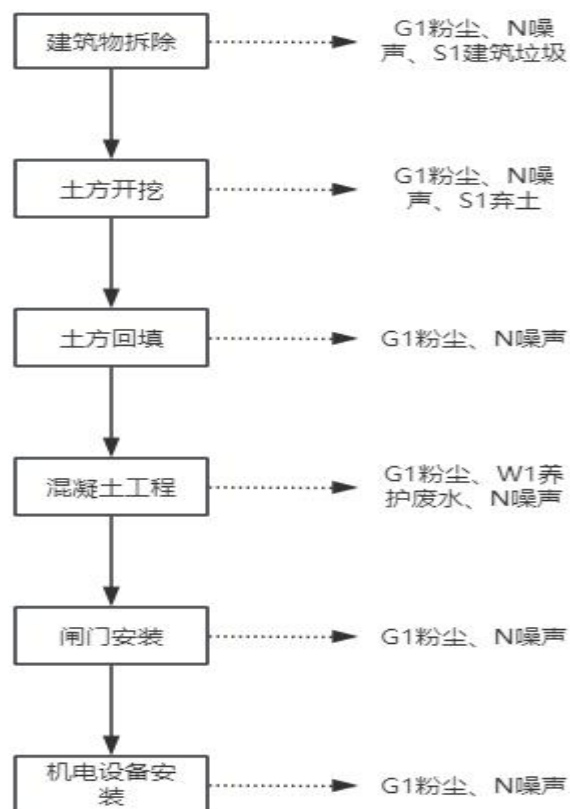 建筑物拆除
G1粉尘、N噪
声、S1建筑垃圾
土方开挖
G1粉尘、N噪
声、S1弃土
土方回填
G1粉尘、N噪声
混凝土工程
G1粉尘、W1养
护废水、N噪声
闸门安装
G1粉尘、N噪声
机电设备安
装
G1粉尘、N噪声